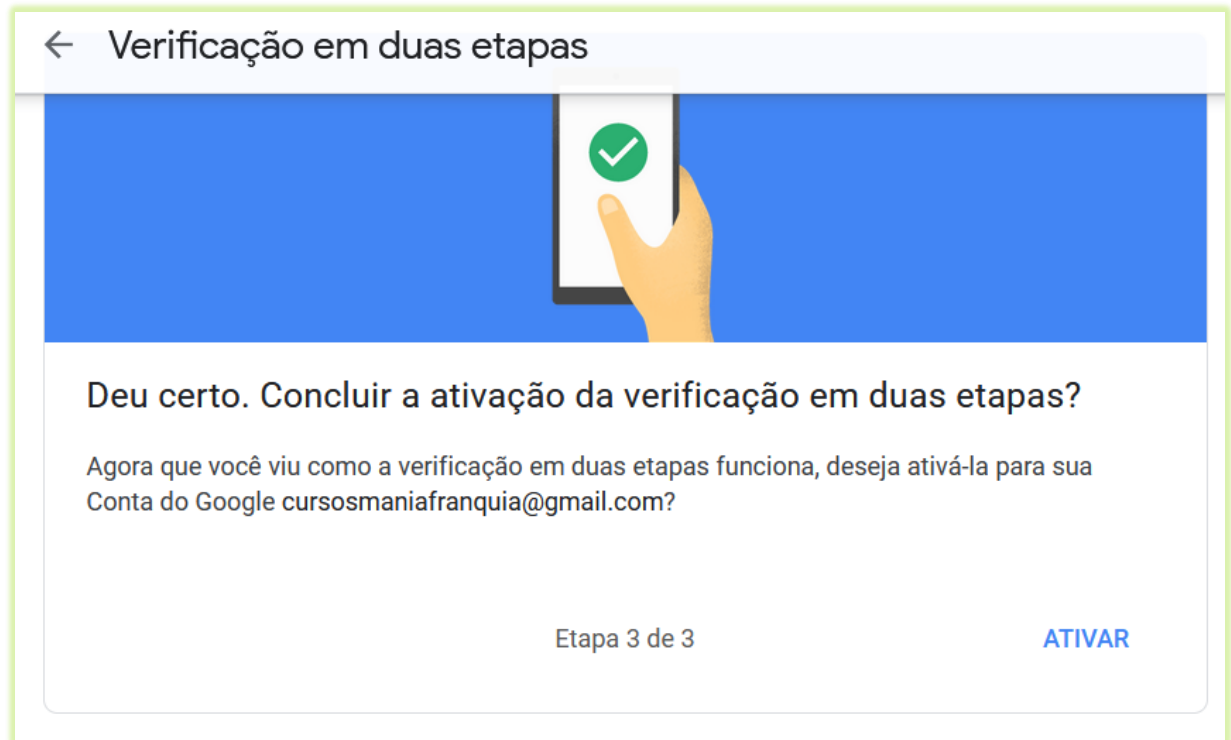 Verificação em duas etapas
Deu certo. Concluir a ativação da verificação em duas etapas?
Agora que você viu como a verificação em duas etapas funciona, deseja ativá-la para sua
Conta do Google cursosmaniafranquia@gmail.com?
Etapa 3 de 3
ATIVAR